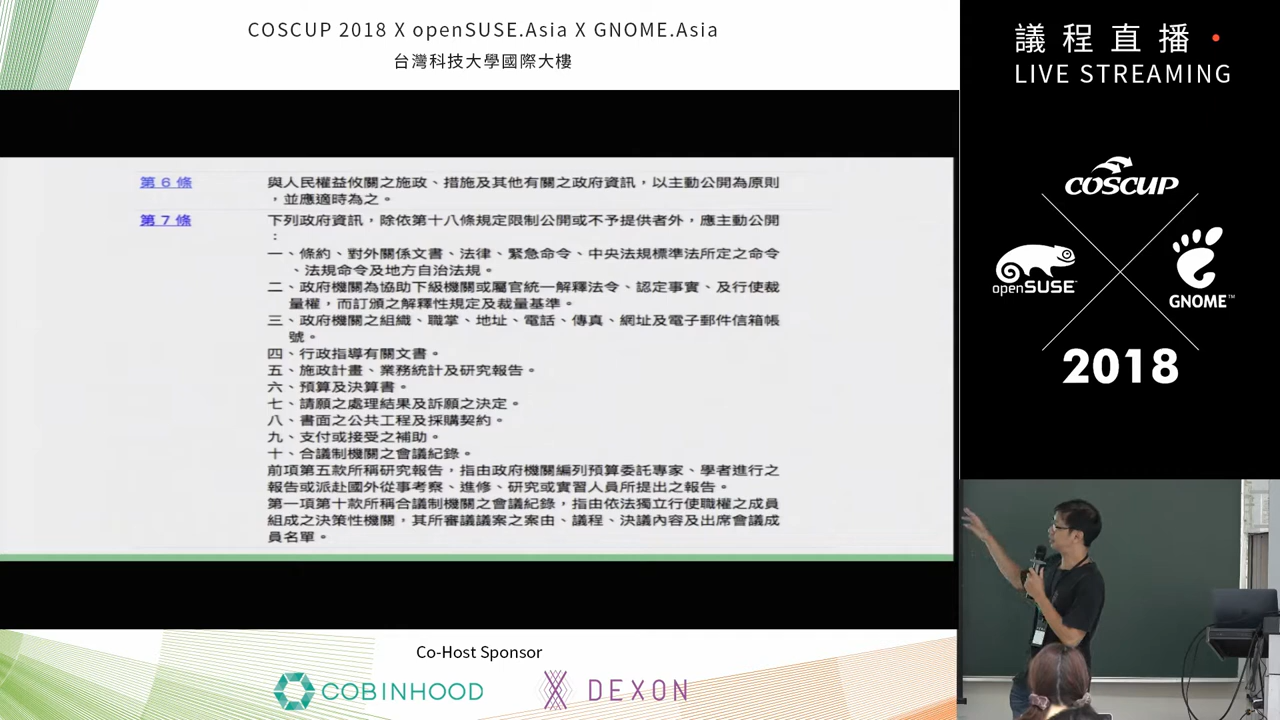 COSCUP 2018 X openSUSE.Asia X GNOME.Asia
台灣科技大學國際大樓
議程直播
LIVE STREAMING
COSCUP
openSUSE
GNOME™
2018
第 6 條
與人民權益攸關之施政、措施及其他有關之政府資訊，以主動公開為原則
，並應適時為之。
第 7 條
下列政府資訊，除依第十八條規定限制公開或不予提供者外，應主動公開
：
一、條約、對外關係文書、法律、緊急命令、中央法規標準法所定之命令
、法規命令及地方自治法規。
二、政府機關為協助下級機關或屬官統一解釋法令、認定事實、及行使裁
量權，而訂頒之解釋性規定及裁量基準。
三、政府機關之組織、職掌、地址、電話、傳真、網址及電子郵件信箱帳
號。
四、行政指導有關文書。
五、施政計畫、業務統計及研究報告。
六、預算及決算書。
七、請願之處理結果及訴願之決定。
八、書面之公共工程及採購契約。
九、支付或接受之補助。
十、合議制機關之會議紀錄。
前項第五款所稱研究報告，指由政府機關編列預算委託專家、學者進行之
報告或派赴國外從事考察、進修、研究或實習人員所提出之報告。
第一項第十款所稱合議制機關之會議紀錄，指由依法獨立行使職權之成員
組成之決策性機關，其所審議議案之案由、議程、決議內容及出席會議成
員名單。
Co-Host Sponsor
COBINHOOD
DEXON